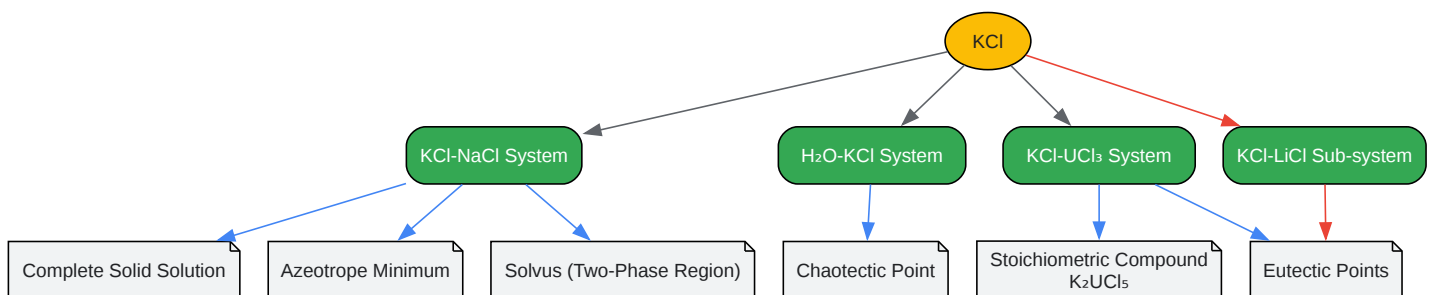 KCl
KCl-NaCl System
H₂O-KCl System
KCl-UCl₃ System
KCl-LiCl Sub-system
Complete Solid Solution
Azeotrope Minimum
Solvus (Two-Phase Region)
Chaotectic Point
Stoichiometric Compound
K₂UCl₅
Eutectic Points